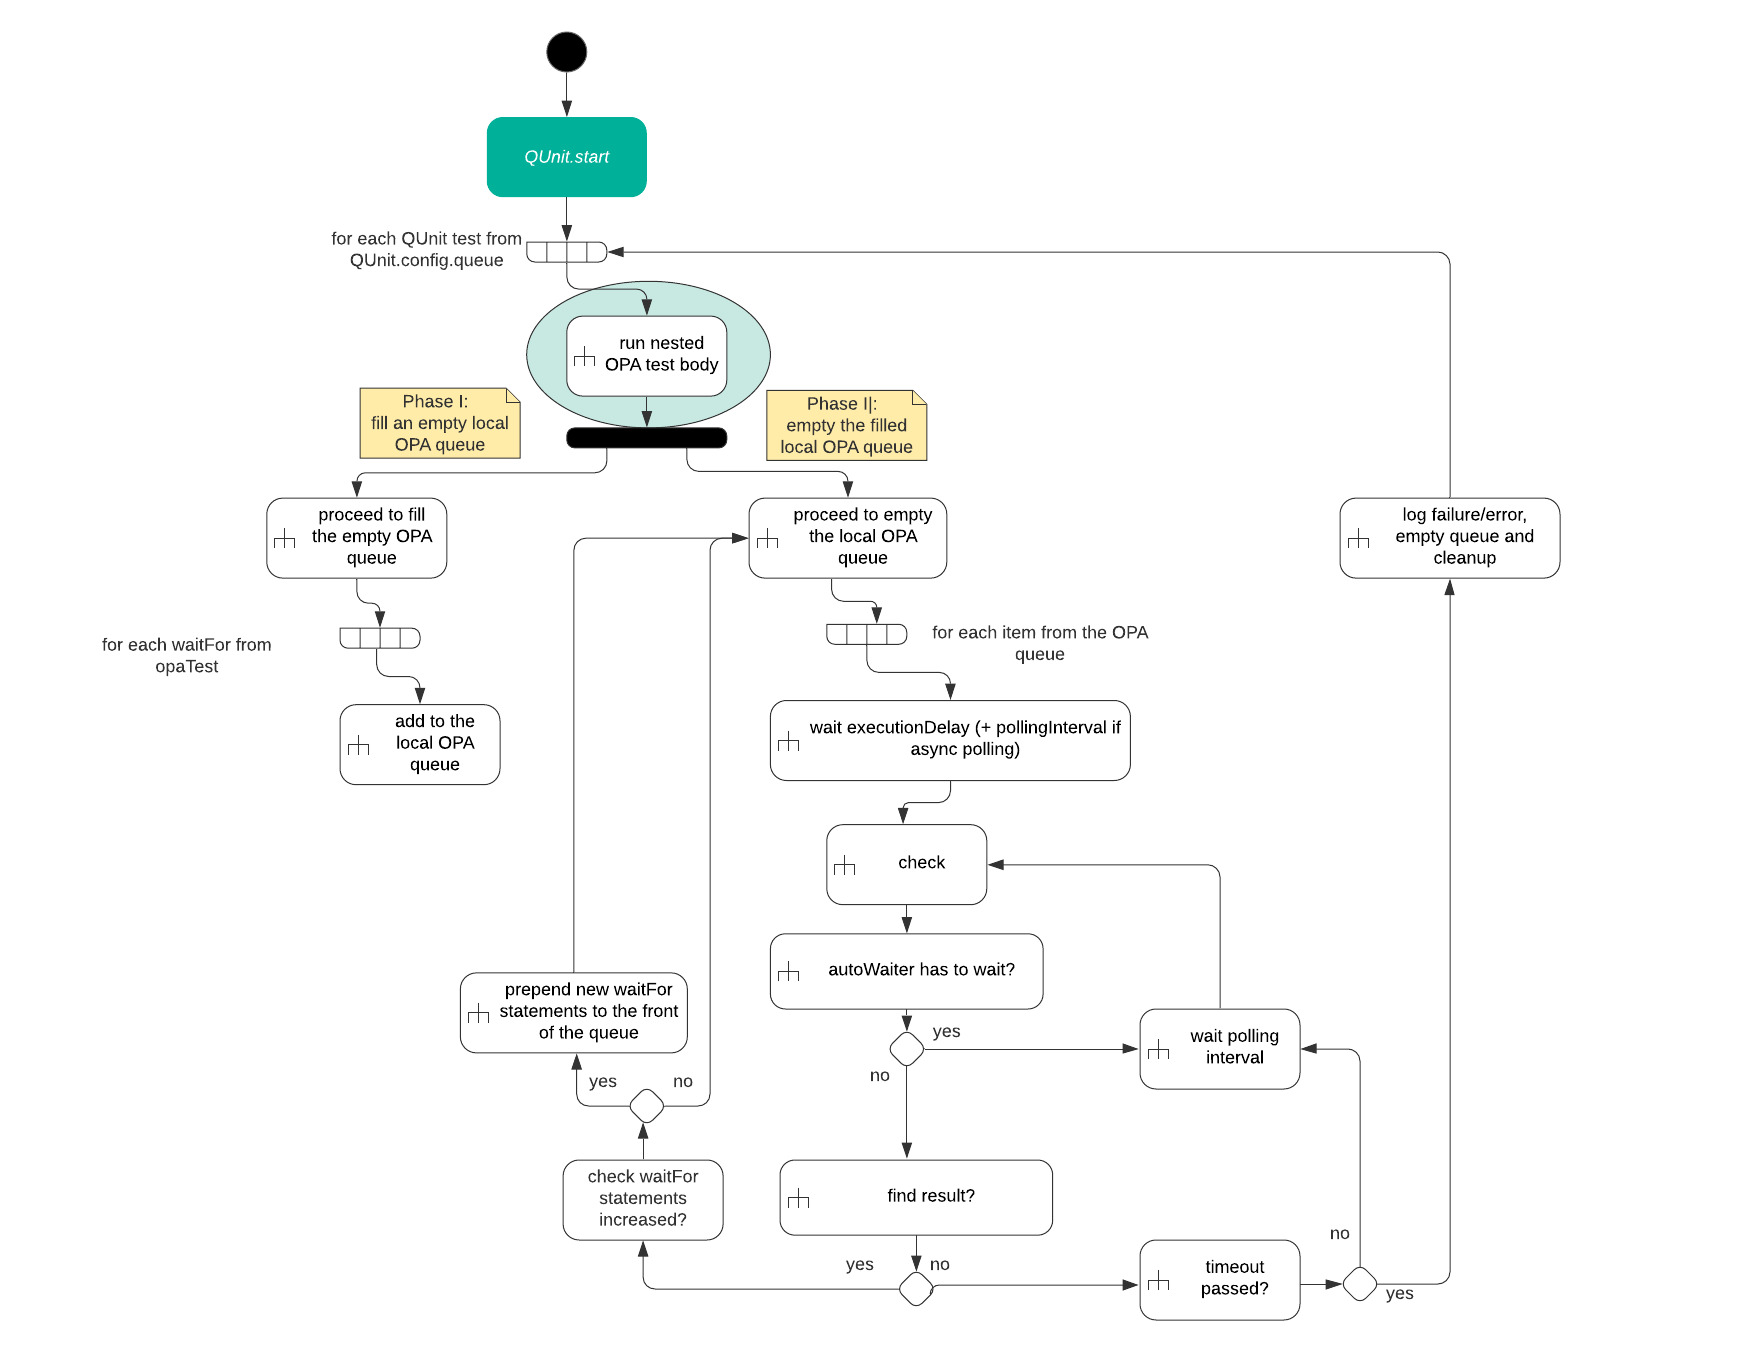 QUnit.start
for each QUnit test from
QUnit.config.queue
run nested
OPA test body
Phase I:
fill an empty local
OPA queue
Phase I|:
empty the filled
local OPA queue
proceed to fill
the empty OPA
queue
proceed to empty
the local OPA
queue
log failure/error,
empty queue and
cleanup
for each waitFor from
opaTest
for each item from the OPA
queue
add to the
local OPA
queue
wait executionDelay (+ pollingInterval if
async polling)
check
autoWaiter has to wait?
prepend new waitFor
statements to the front
of the queue
yes
no
wait polling
interval
yes
no
check waitFor
statements
increased?
find result?
yes
no
timeout
passed?
no
yes